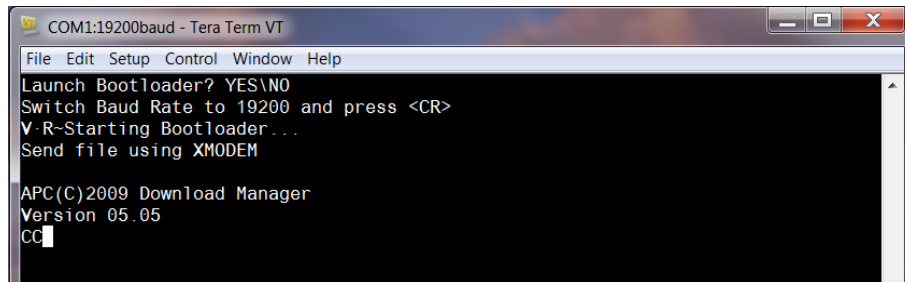 COM1:19200baud - Tera Term VT
File Edit Setup Control Window Help
Launch Bootloader? YES\NO
Switch Baud Rate to 19200 and press <CR>
V·R~Starting Bootloader...
Send file using XMODEM
APC(C)2009 Download Manager
Version 05.05
CC